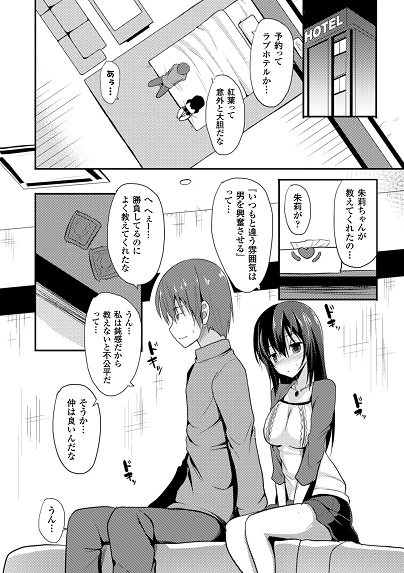 HOTEL
予約って
ラブホテルか…
紅葉って
意外と大胆だな
あぅ…
朱莉ちゃんが
教えてくれたの…
朱莉が？
『いつもと違う雰囲気は
男を興奮させる』
って…
へ へぇー…
勝負してるのに
よく教えてくれたな
うん…
私は鈍感だから
教えないと不公平だ
って…
ドキ
ドキ
ドキ
ドキ
そうか…
仲は良いんだな
うん…